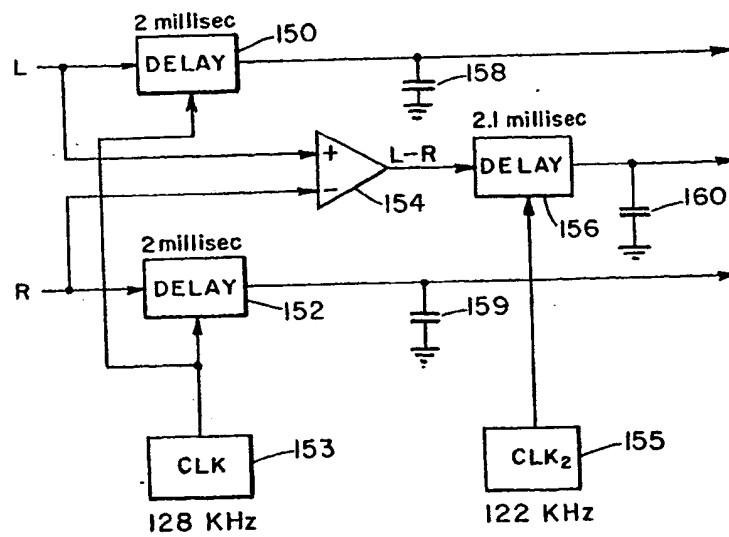 2 millisec
150
L
DELAY
158
2.1 millisec
+
L-R
DELAY
-
154
156
160
2 millisec
R
DELAY
152
159
CLK
153
CLK₂
155
128 KHz
122 KHz